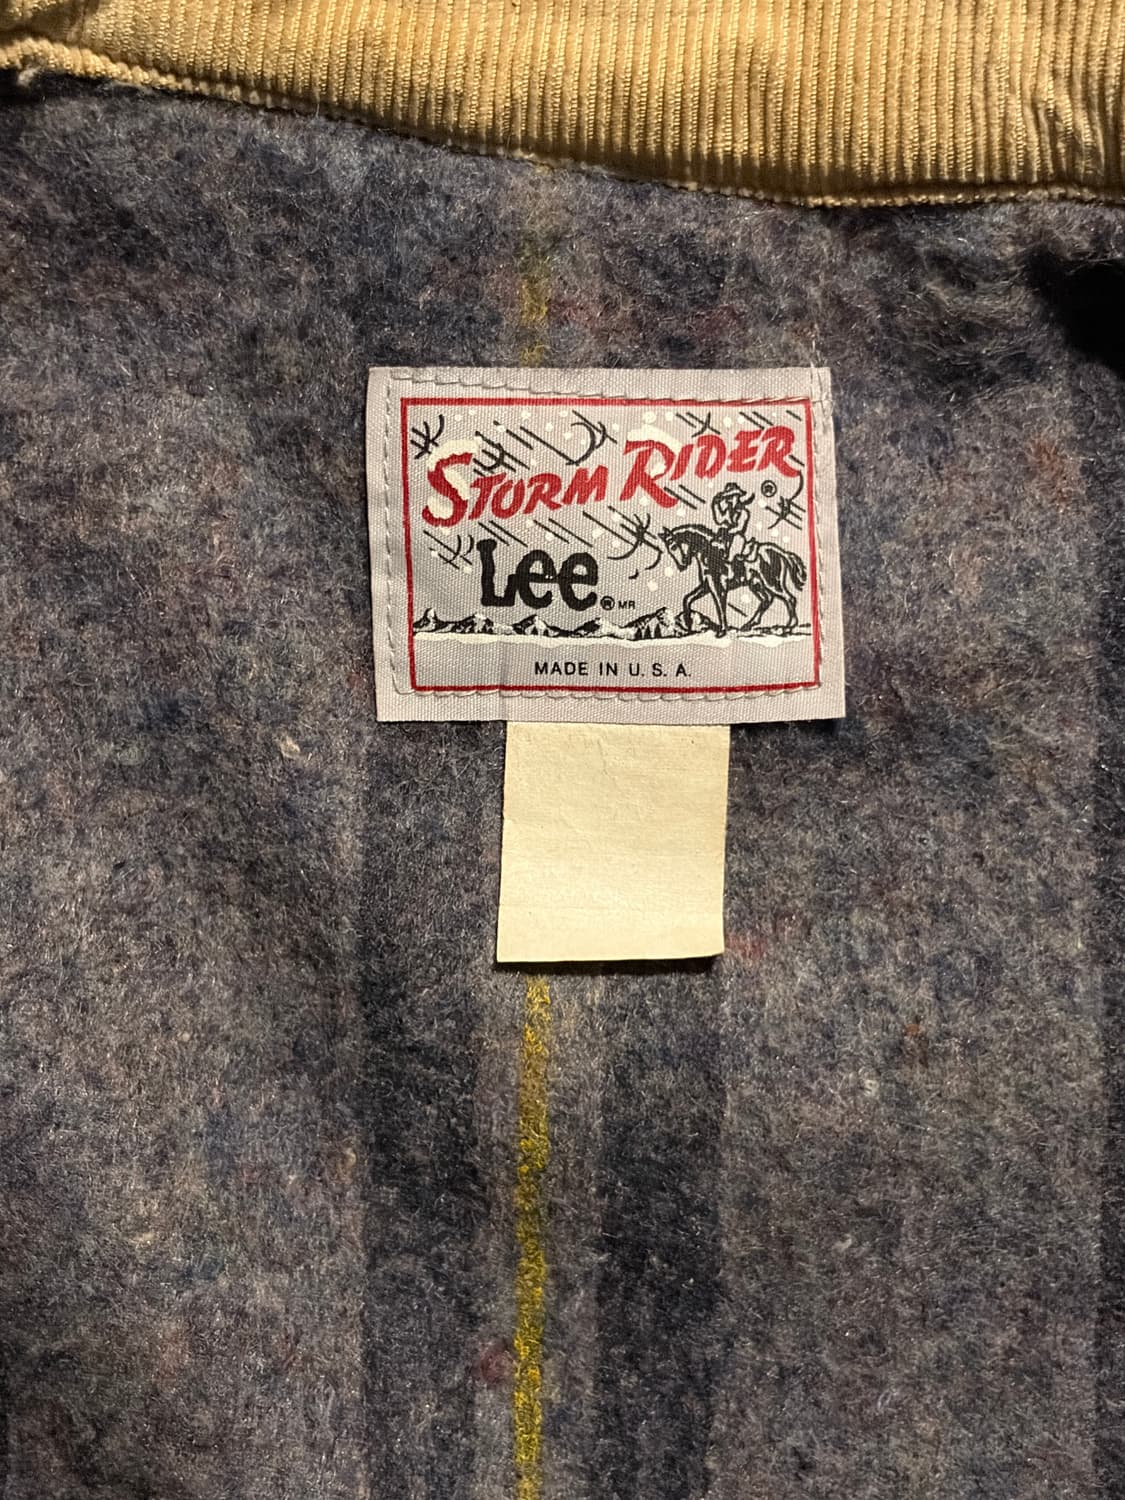 STORM RIDER ®
Lee ® MR
MADE IN U. S. A.